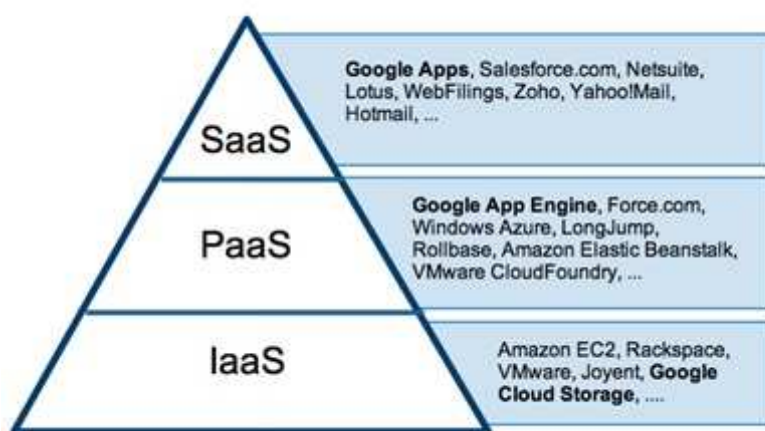 SaaS
Google Apps, Salesforce.com, Netsuite,
Lotus, WebFilings, Zoho, Yahoo!Mail,
Hotmail, ...
PaaS
Google App Engine, Force.com,
Windows Azure, LongJump,
Rollbase, Amazon Elastic Beanstalk,
VMware CloudFoundry, ...
IaaS
Amazon EC2, Rackspace,
VMware, Joyent, Google
Cloud Storage, ....